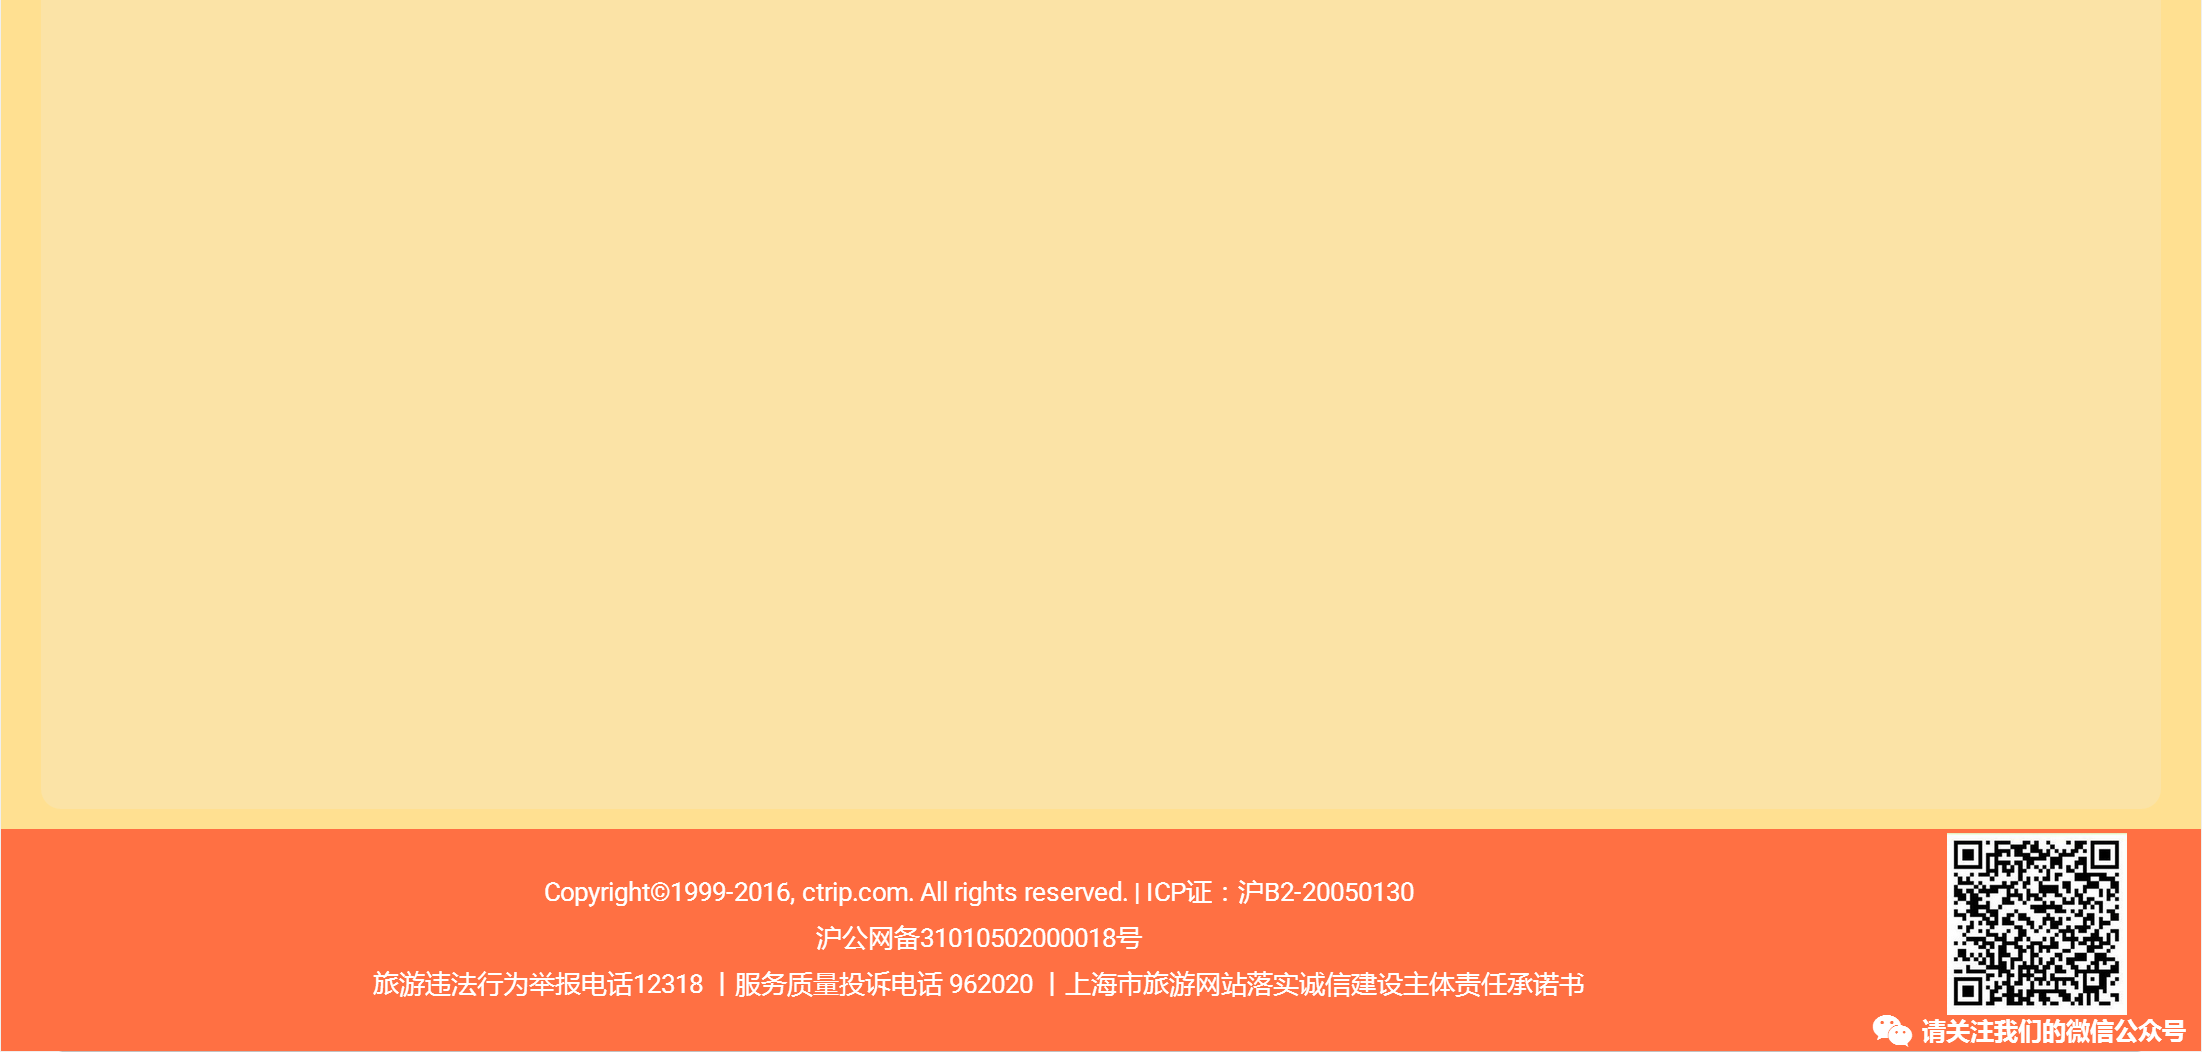 Copyright©1999-2016, ctrip.com. All rights reserved. | ICP证：沪B2-20050130
沪公网备31010502000018号
旅游违法行为举报电话12318 丨服务质量投诉电话 962020 丨上海市旅游网站落实诚信建设主体责任承诺书
请关注我们的微信公众号